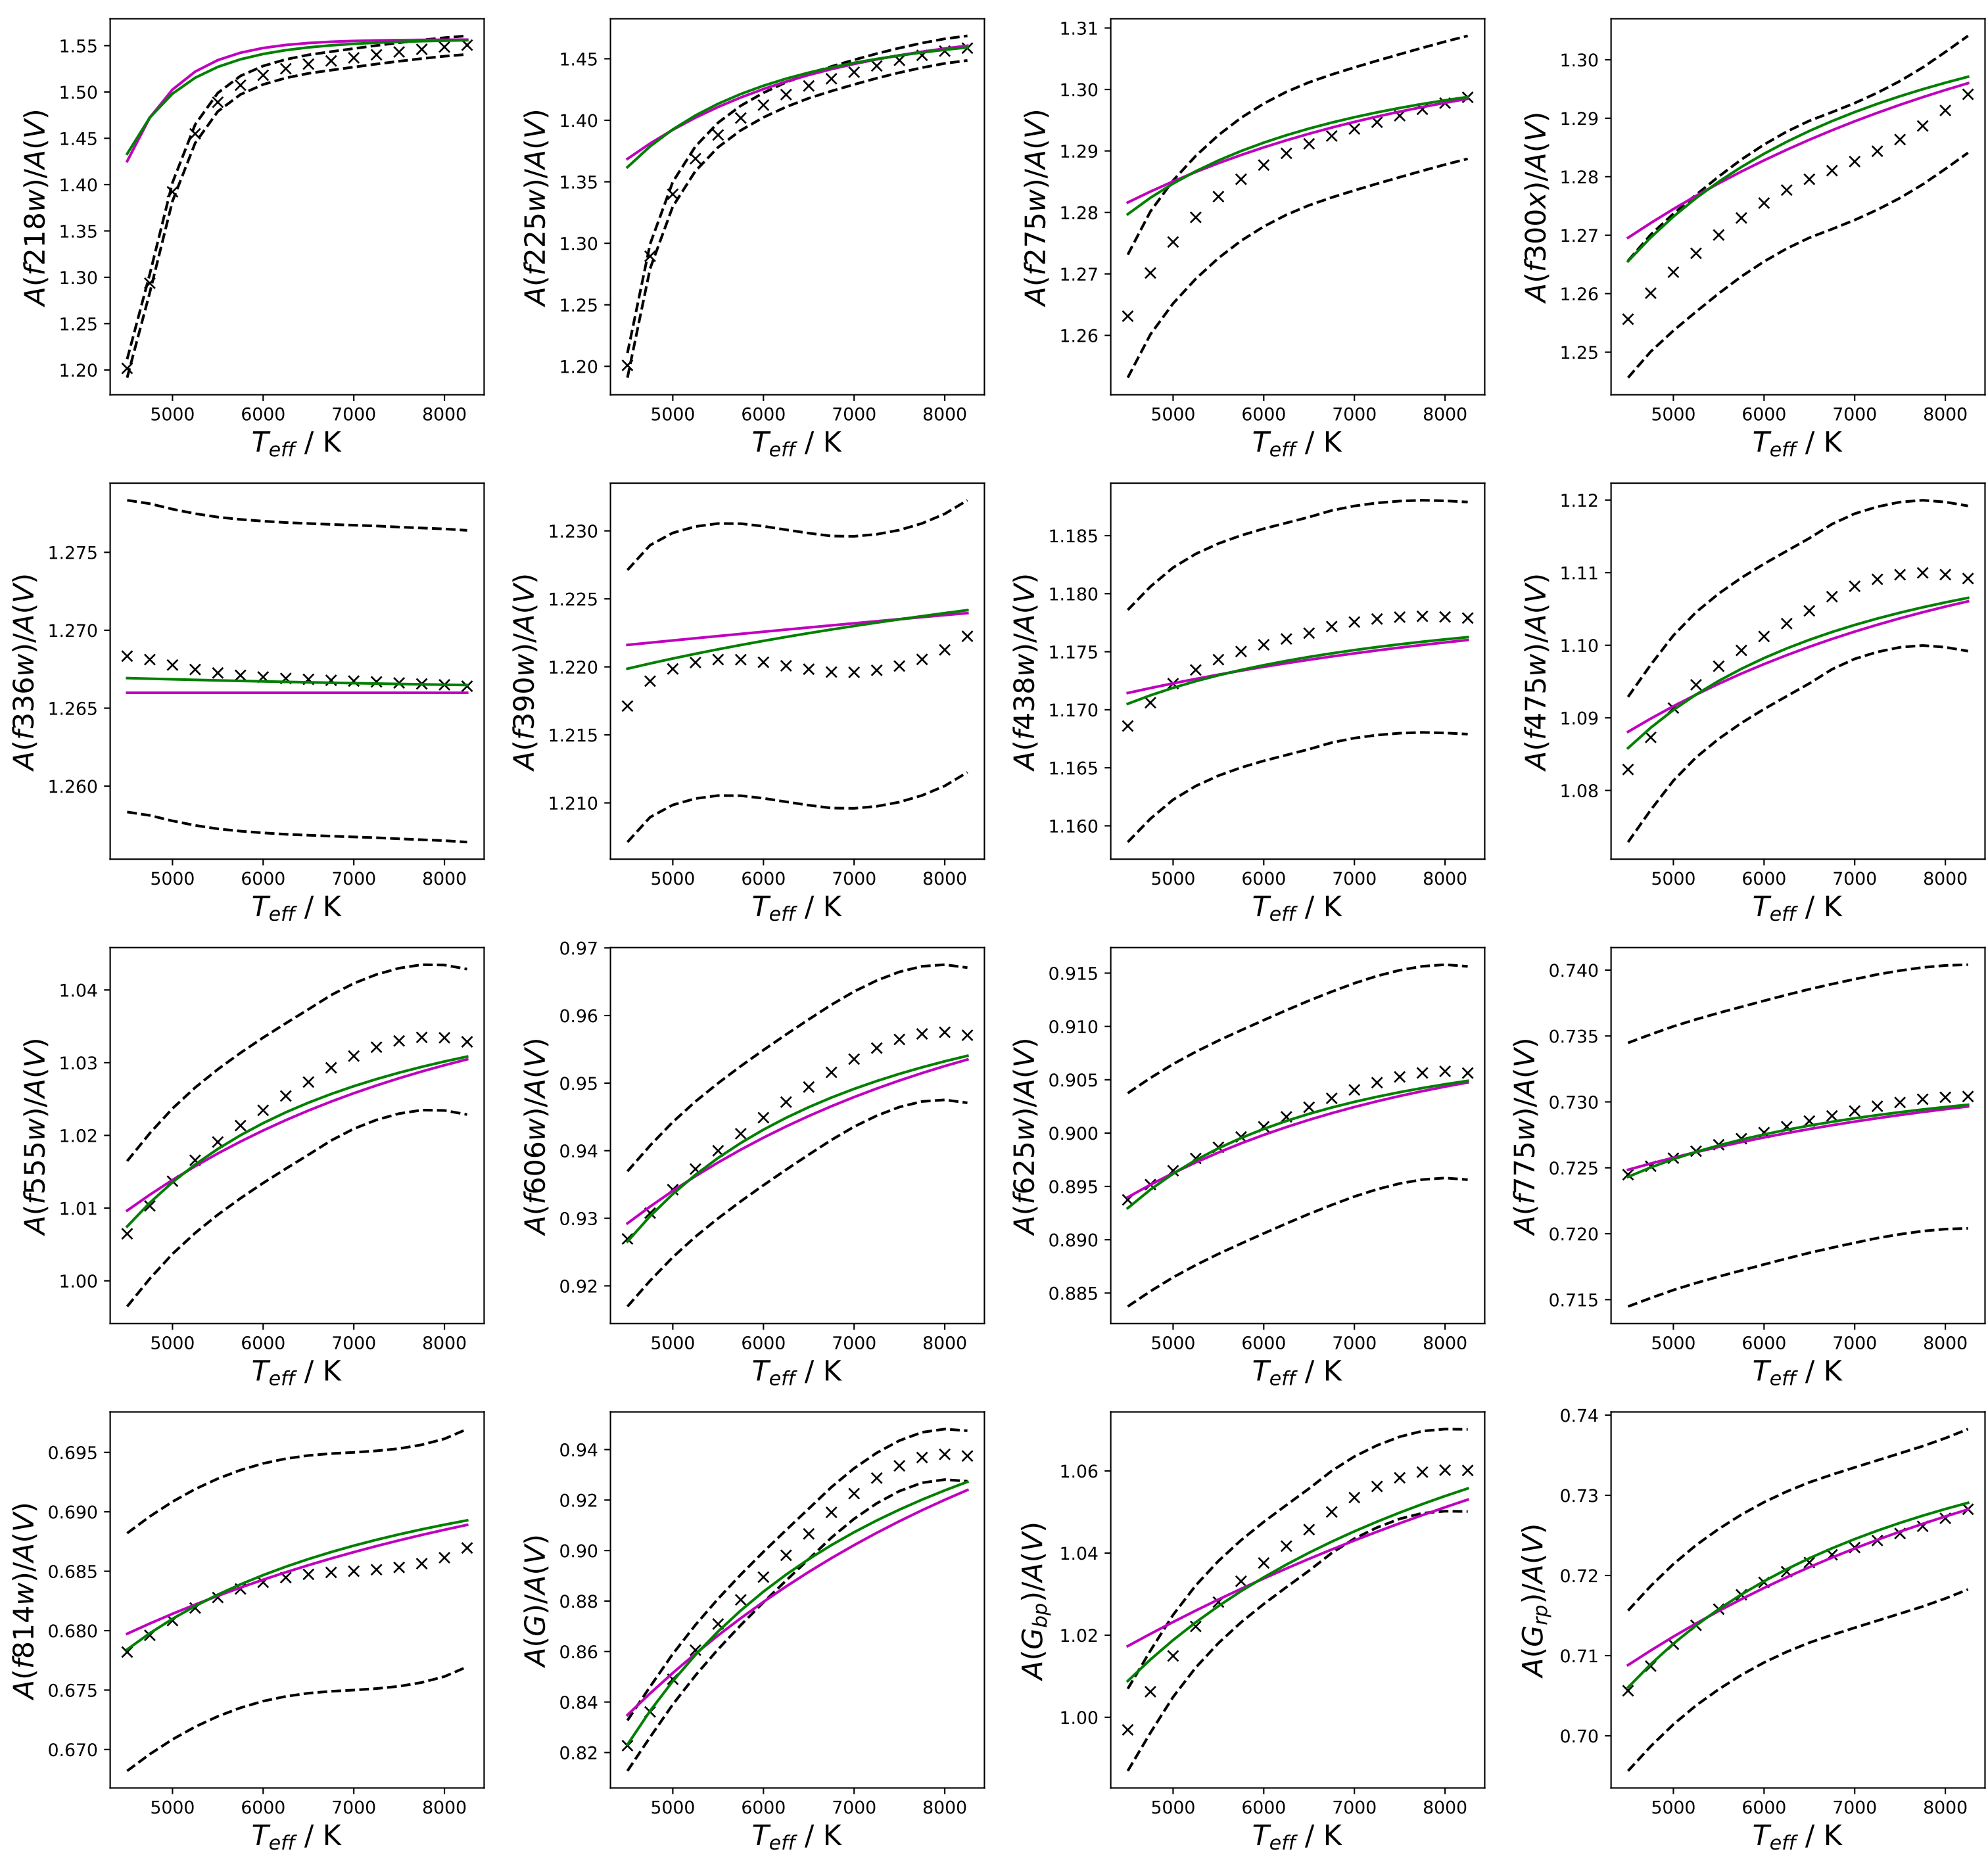 A(f218w)/A(V)
1.55
1.50
1.45
1.40
1.35
1.30
1.25
1.20
5000 6000 7000 8000
T_eff / K
A(f225w)/A(V)
1.45
1.40
1.35
1.30
1.25
1.20
5000 6000 7000 8000
T_eff / K
A(f275w)/A(V)
1.31
1.30
1.29
1.28
1.27
1.26
5000 6000 7000 8000
T_eff / K
A(f300x)/A(V)
1.30
1.29
1.28
1.27
1.26
1.25
5000 6000 7000 8000
T_eff / K
A(f336w)/A(V)
1.275
1.270
1.265
1.260
5000 6000 7000 8000
T_eff / K
A(f390w)/A(V)
1.230
1.225
1.220
1.215
1.210
5000 6000 7000 8000
T_eff / K
A(f438w)/A(V)
1.185
1.180
1.175
1.170
1.165
1.160
5000 6000 7000 8000
T_eff / K
A(f475w)/A(V)
1.12
1.11
1.10
1.09
1.08
5000 6000 7000 8000
T_eff / K
A(f555w)/A(V)
1.04
1.03
1.02
1.01
1.00
5000 6000 7000 8000
T_eff / K
A(f606w)/A(V)
0.97
0.96
0.95
0.94
0.93
0.92
5000 6000 7000 8000
T_eff / K
A(f625w)/A(V)
0.915
0.910
0.905
0.900
0.895
0.890
0.885
5000 6000 7000 8000
T_eff / K
A(f775w)/A(V)
0.740
0.735
0.730
0.725
0.720
0.715
5000 6000 7000 8000
T_eff / K
A(f814w)/A(V)
0.695
0.690
0.685
0.680
0.675
0.670
5000 6000 7000 8000
T_eff / K
A(G)/A(V)
0.94
0.92
0.90
0.88
0.86
0.84
0.82
5000 6000 7000 8000
T_eff / K
A(G_bp)/A(V)
1.06
1.04
1.02
1.00
5000 6000 7000 8000
T_eff / K
A(G_rp)/A(V)
0.74
0.73
0.72
0.71
0.70
5000 6000 7000 8000
T_eff / K